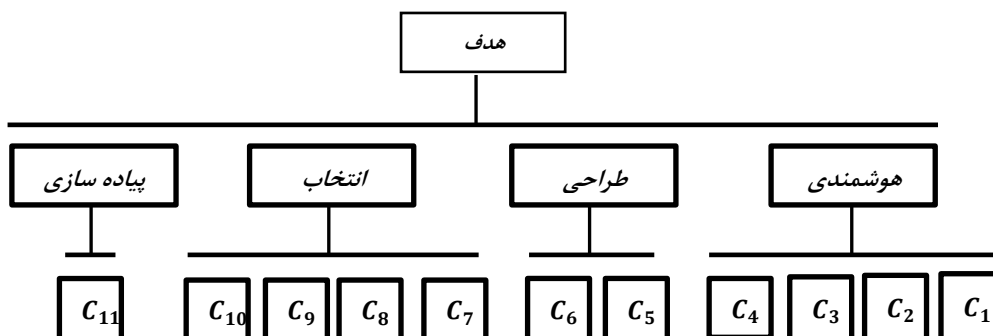 هدف
هوشمندی
طراحی
انتخاب
پیاده سازی
C₁
C₂
C₃
C₄
C₅
C₆
C₇
C₈
C₉
C₁₀
C₁₁